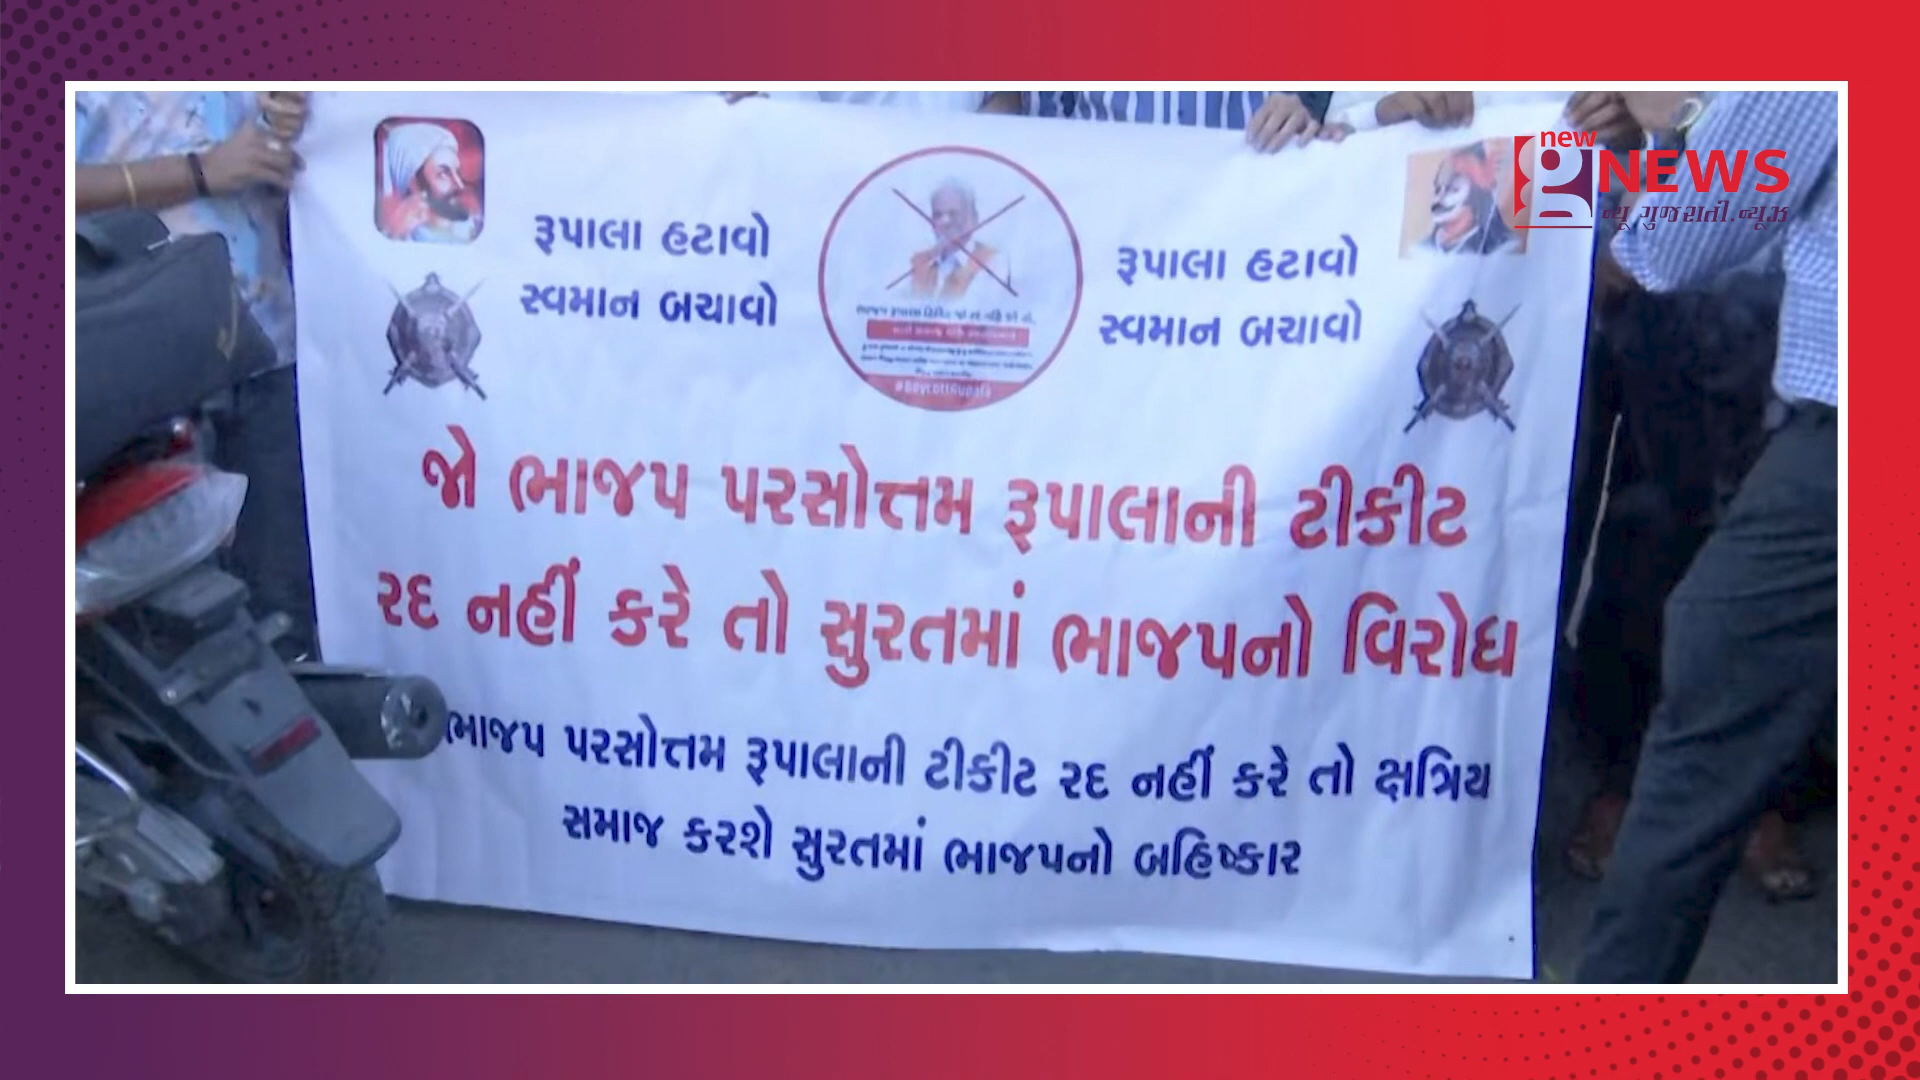 new
g NEWS
ન્યૂ ગુજરાતી ન્યૂઝ
રૂપાલા હટાવો
સ્વમાન બચાવો
રૂપાલા હટાવો
સ્વમાન બચાવો
#BoycottRupala
જો ભાજપ પરસોત્તમ રૂપાલાની ટીકીટ
રદ નહીં કરે તો સુરતમાં ભાજપનો વિરોધ
ભાજપ પરસોત્તમ રૂપાલાની ટીકીટ રદ નહીં કરે તો ક્ષત્રિય
સમાજ કરશે સુરતમાં ભાજપનો બહિષ્કાર